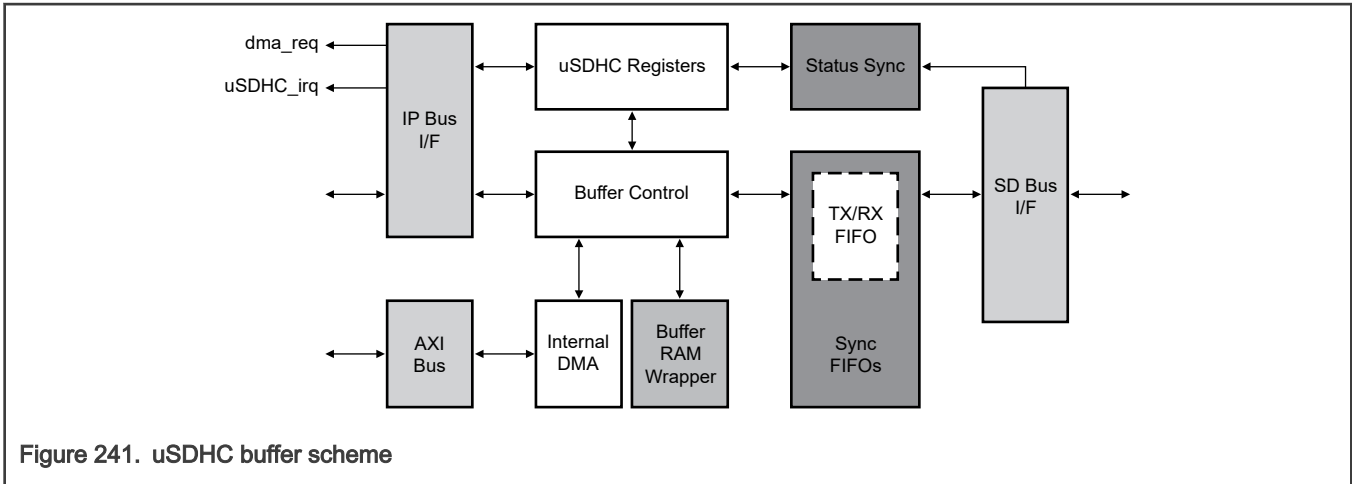 dma_req
uSDHC_irq
IP Bus
I/F
uSDHC Registers
Status Sync
Buffer Control
TX/RX
FIFO
SD Bus
I/F
AXI
Bus
Internal
DMA
Buffer
RAM
Wrapper
Sync
FIFOs
Figure 241. uSDHC buffer scheme